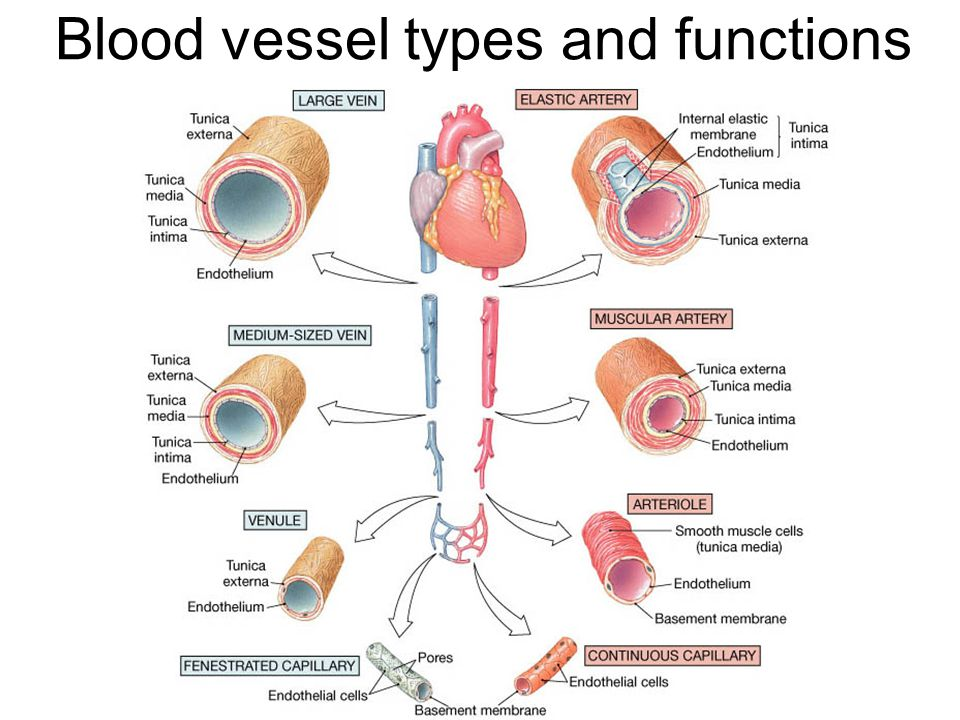 Blood vessel types and functions
LARGE VEIN
Tunica
externa
Tunica
media
Tunica
intima
Endothelium
ELASTIC ARTERY
Internal elastic
membrane
Endothelium
Tunica
intima
Tunica media
Tunica externa
MEDIUM-SIZED VEIN
Tunica
externa
Tunica
media
Tunica
intima
Endothelium
MUSCULAR ARTERY
Tunica externa
Tunica media
Tunica intima
Endothelium
VENULE
Tunica
externa
Endothelium
ARTERIOLE
Smooth muscle cells
(tunica media)
Endothelium
Basement membrane
FENESTRATED CAPILLARY
Pores
Endothelial cells
Basement membrane
CONTINUOUS CAPILLARY
Endothelial cells